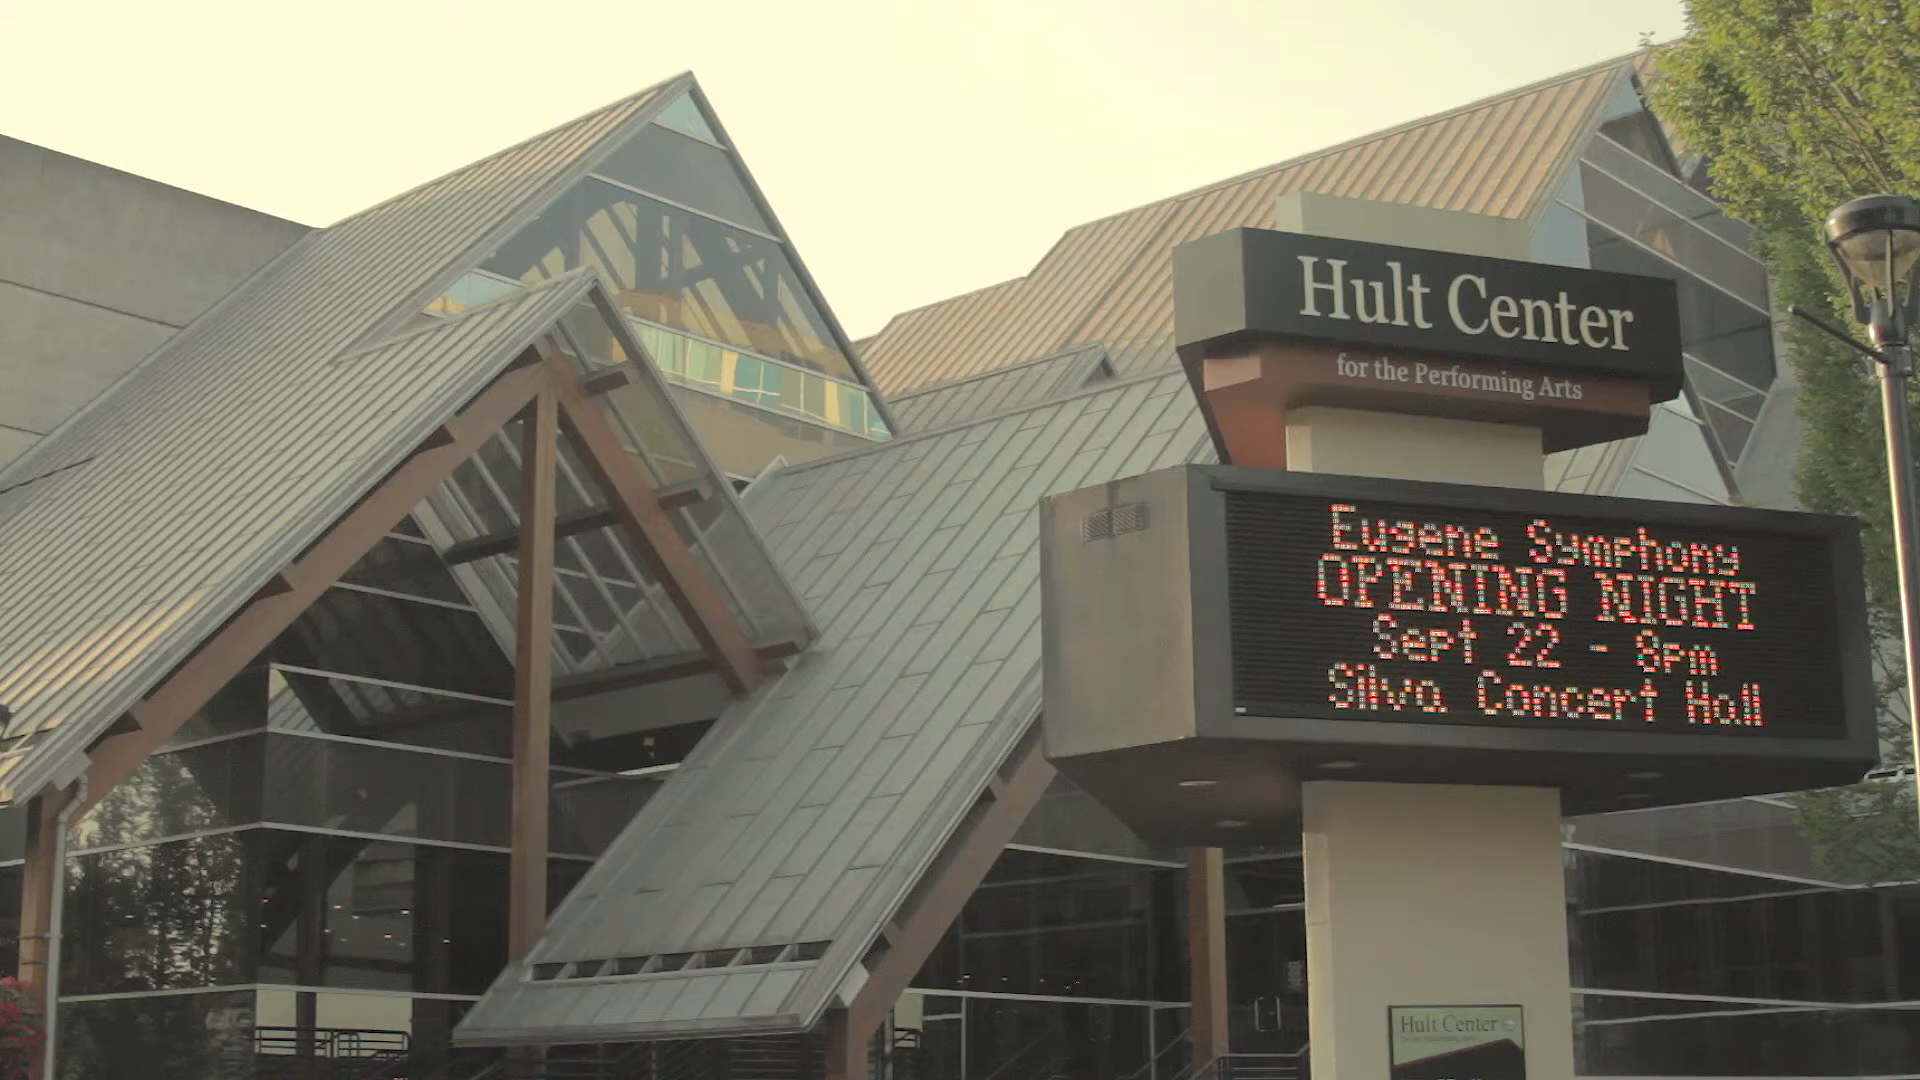 Hult Center
for the Performing Arts
Eugene Symphony
OPENING NIGHT
Sept 22 - 8pm
Silva Concert Hall
Hult Center